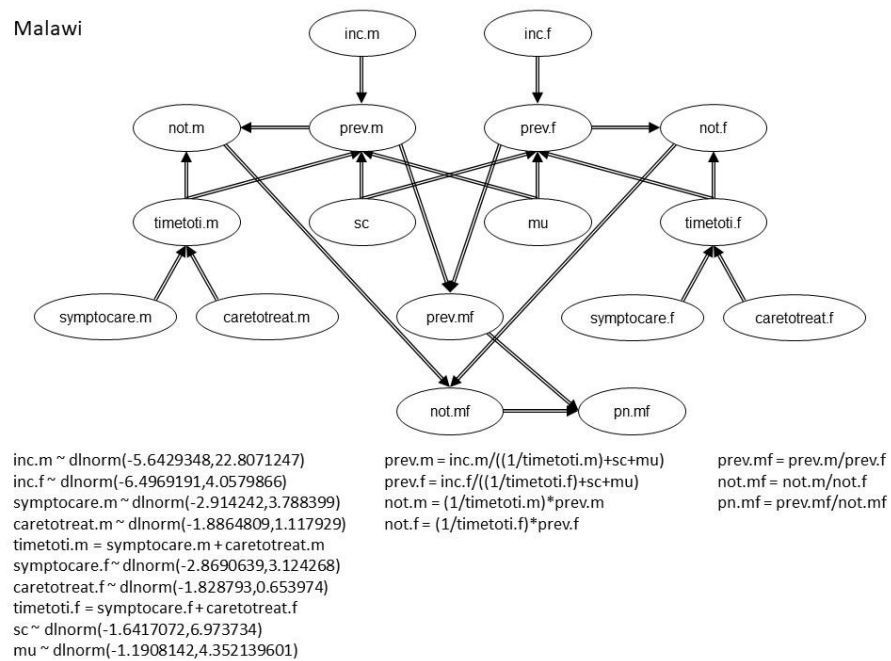 Malawi
inc.m
inc.f
not.m
prev.m
prev.f
not.f
timetoti.m
sc
mu
timetoti.f
symptocare.m
caretotreat.m
prev.mf
symptocare.f
caretotreat.f
not.mf
pn.mf
inc.m ~ dlnorm(-5.6429348,22.8071247)
inc.f ~ dlnorm(-6.4969191,4.0579866)
symptocare.m ~ dlnorm(-2.914242,3.788399)
caretotreat.m ~ dlnorm(-1.8864809,1.117929)
timetoti.m = symptocare.m + caretotreat.m
symptocare.f ~ dlnorm(-2.8690639,3.124268)
caretotreat.f ~ dlnorm(-1.828793,0.653974)
timetoti.f = symptocare.f + caretotreat.f
sc ~ dlnorm(-1.6417072,6.973734)
mu ~ dlnorm(-1.1908142,4.352139601)
prev.m = inc.m/((1/timetoti.m)+sc+mu)
prev.f = inc.f/((1/timetoti.f)+sc+mu)
not.m = (1/timetoti.m)*prev.m
not.f = (1/timetoti.f)*prev.f
prev.mf = prev.m/prev.f
not.mf = not.m/not.f
pn.mf = prev.mf/not.mf